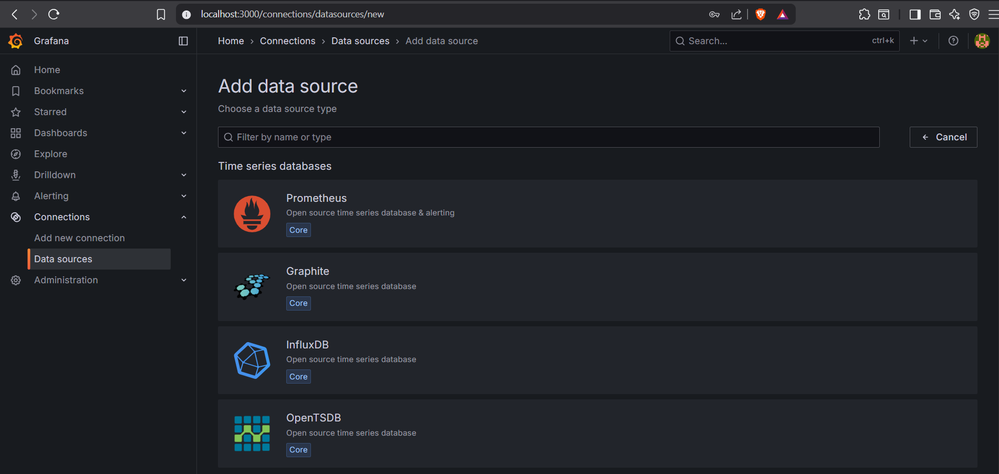 localhost:3000/connections/datasources/new
Grafana
Home › Connections › Data sources › Add data source
Search...
ctrl+k
Home
Bookmarks
Starred
Dashboards
Explore
Drilldown
Alerting
Connections
Add new connection
Data sources
Administration
Add data source
Choose a data source type
Filter by name or type
Cancel
Time series databases
Prometheus
Open source time series database & alerting
Core
Graphite
Open source time series database
Core
InfluxDB
Open source time series database
Core
OpenTSDB
Open source time series database
Core